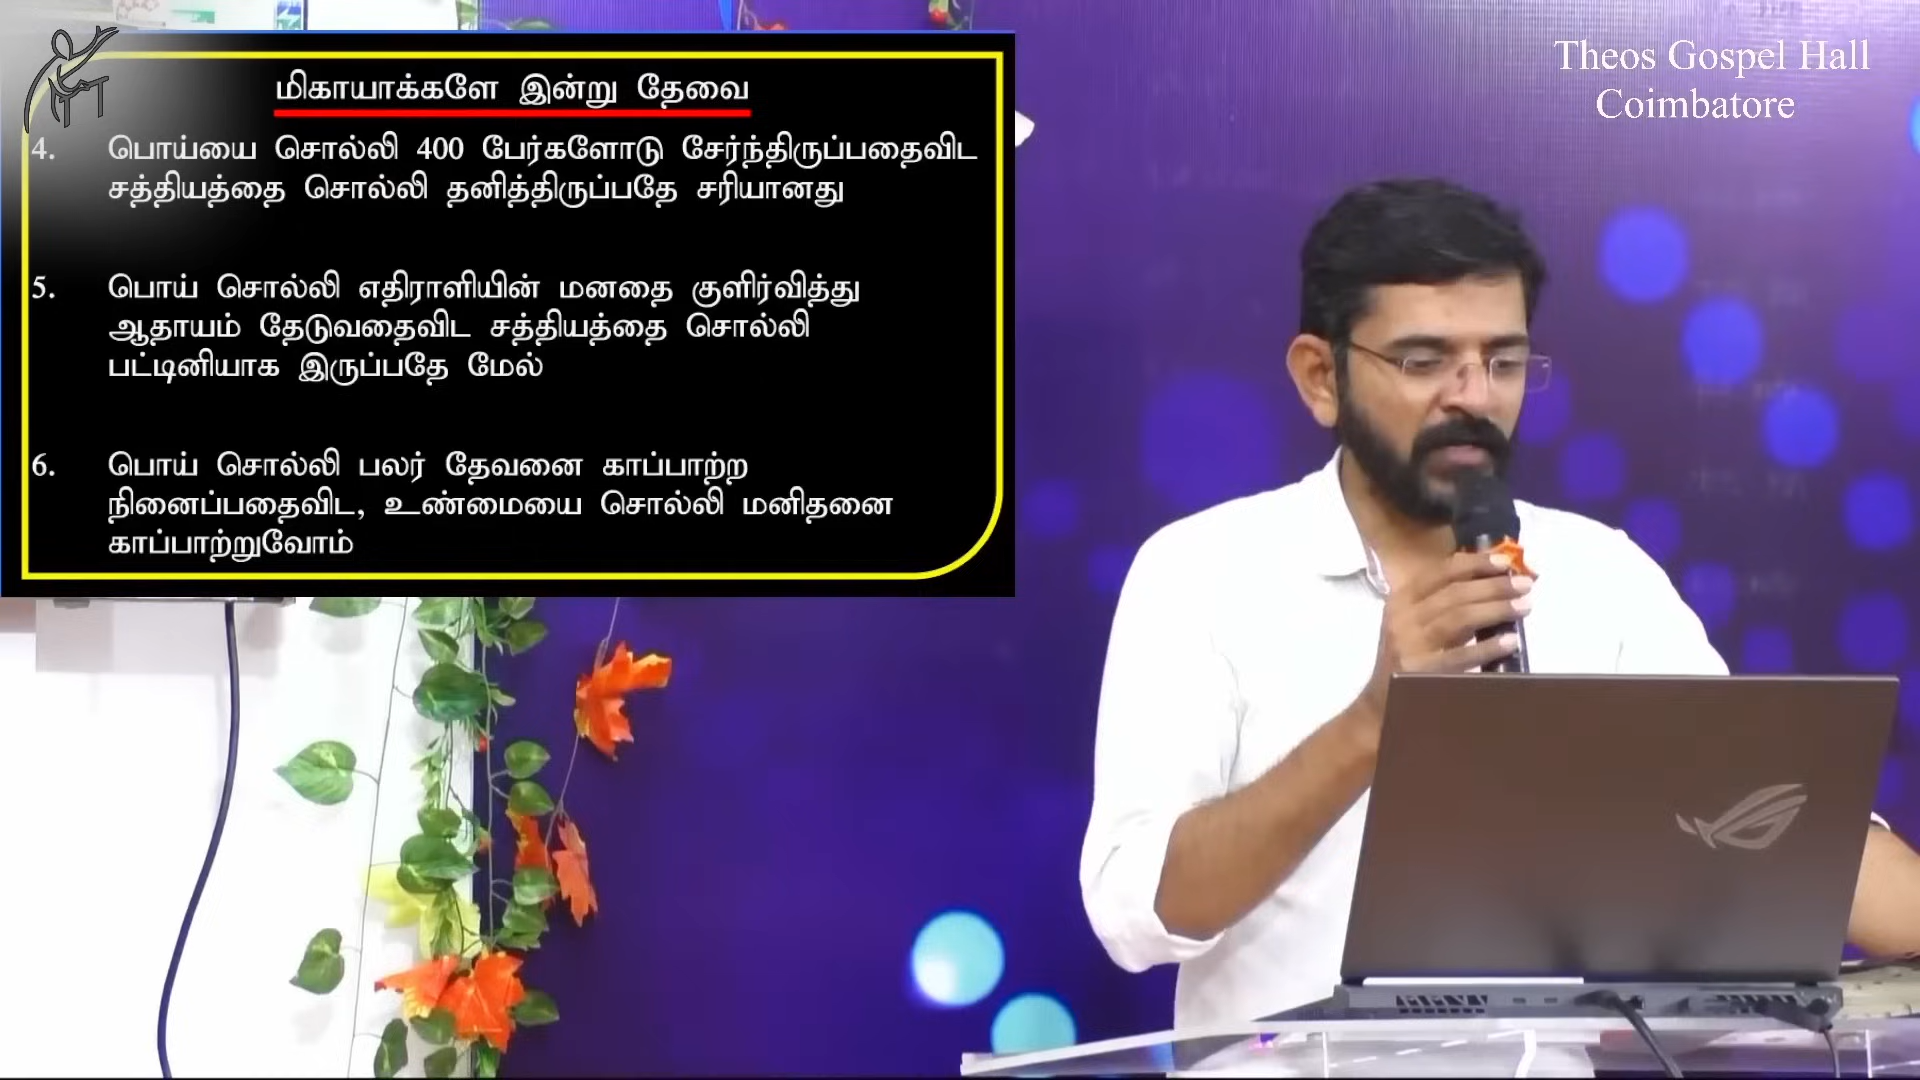 மிகாயாக்களே இன்று தேவை
4. பொய்யை சொல்லி 400 பேர்களோடு சேர்ந்திருப்பதைவிட
சத்தியத்தை சொல்லி தனித்திருப்பதே சரியானது
5. பொய் சொல்லி எதிராளியின் மனதை குளிர்வித்து
ஆதாயம் தேடுவதைவிட சத்தியத்தை சொல்லி
பட்டினியாக இருப்பதே மேல்
6. பொய் சொல்லி பலர் தேவனை காப்பாற்ற
நினைப்பதைவிட, உண்மையை சொல்லி மனிதனை
காப்பாற்றுவோம்
Theos Gospel Hall
Coimbatore